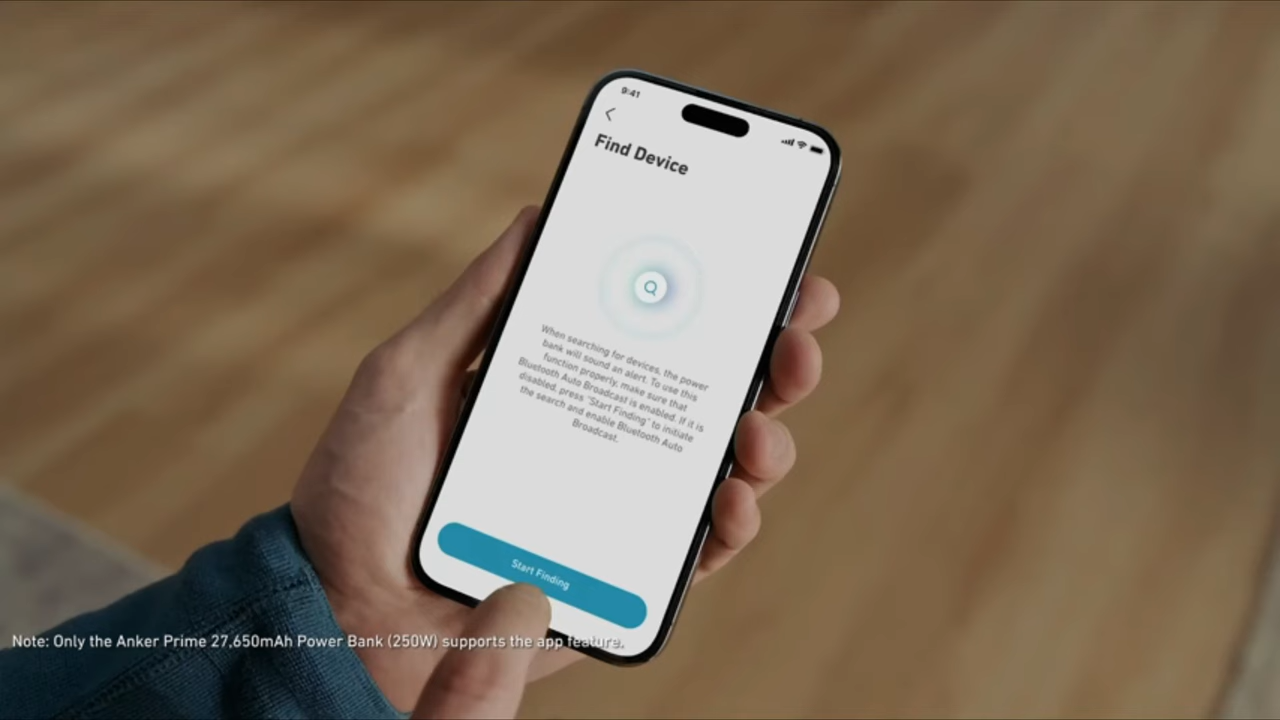 9:41
Find Device
When searching for devices, the power
bank will sound an alert. To use this
function properly, make sure that
Bluetooth Auto Broadcast is enabled. If it is
disabled, press "Start Finding" to initiate
the search and enable Bluetooth Auto
Broadcast.
Start Finding
Note: Only the Anker Prime 27,650mAh Power Bank (250W) supports the app feature.